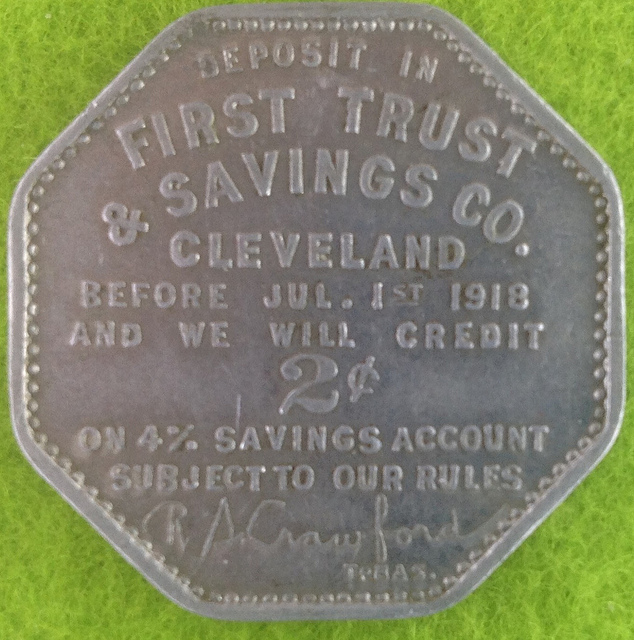 DEPOSIT IN
FIRST TRUST
& SAVINGS CO.
CLEVELAND
BEFORE JUL. 1ST 1918
AND WE WILL CREDIT
2¢
ON 4% SAVINGS ACCOUNT
SUBJECT TO OUR RULES
R. S. Crawford
TREAS.